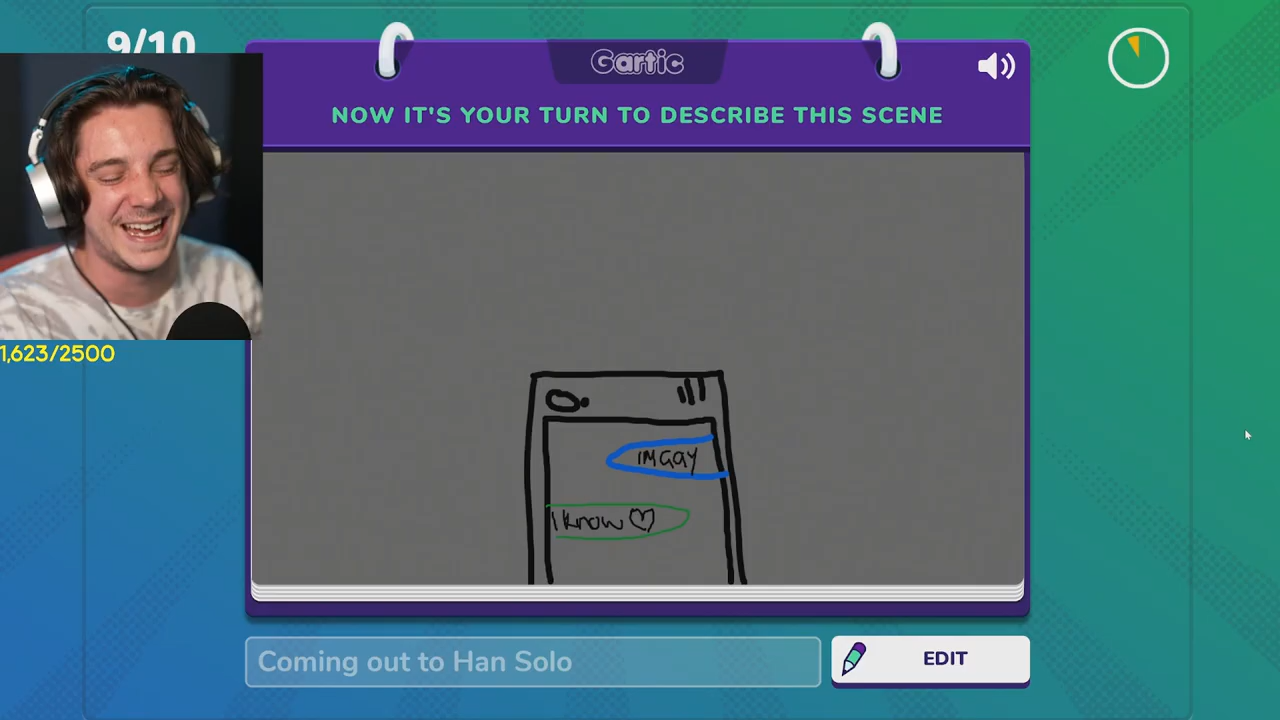 9/10
Gartic
NOW IT'S YOUR TURN TO DESCRIBE THIS SCENE
1,623/2500
IM GAY
I know ♡
Coming out to Han Solo
EDIT